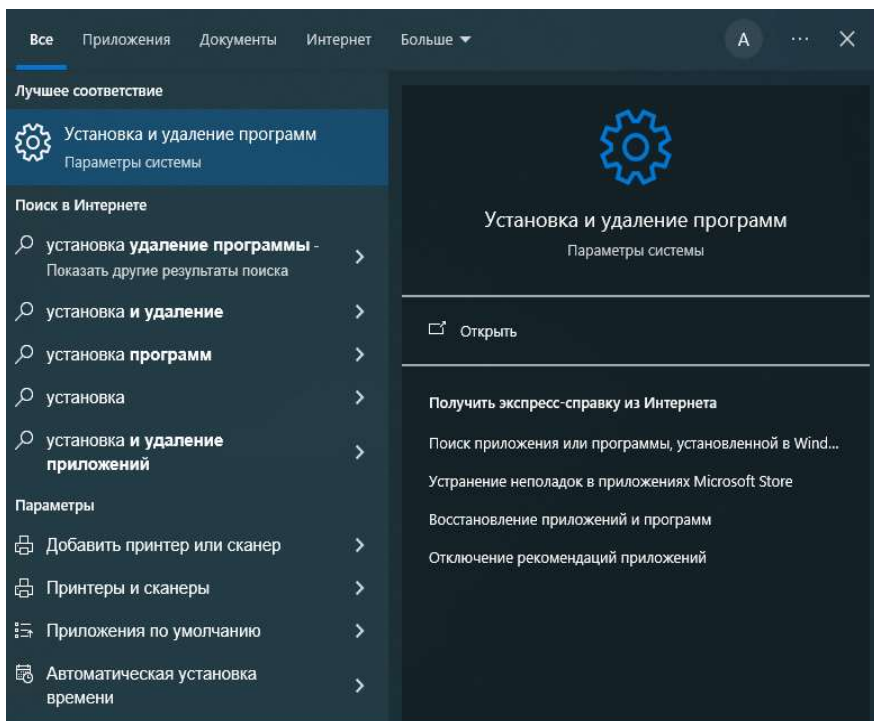 Все Приложения Документы Интернет Больше
А ...
Лучшее соответствие
Установка и удаление программ
Параметры системы
Поиск в Интернете
установка удаление программы -
Показать другие результаты поиска
установка и удаление
установка программ
установка
установка и удаление
приложений
Параметры
Добавить принтер или сканер
Принтеры и сканеры
Приложения по умолчанию
Автоматическая установка
времени
Установка и удаление программ
Параметры системы
Открыть
Получить экспресс-справку из Интернета
Поиск приложения или программы, установленной в Wind...
Устранение неполадок в приложениях Microsoft Store
Восстановление приложений и программ
Отключение рекомендаций приложений